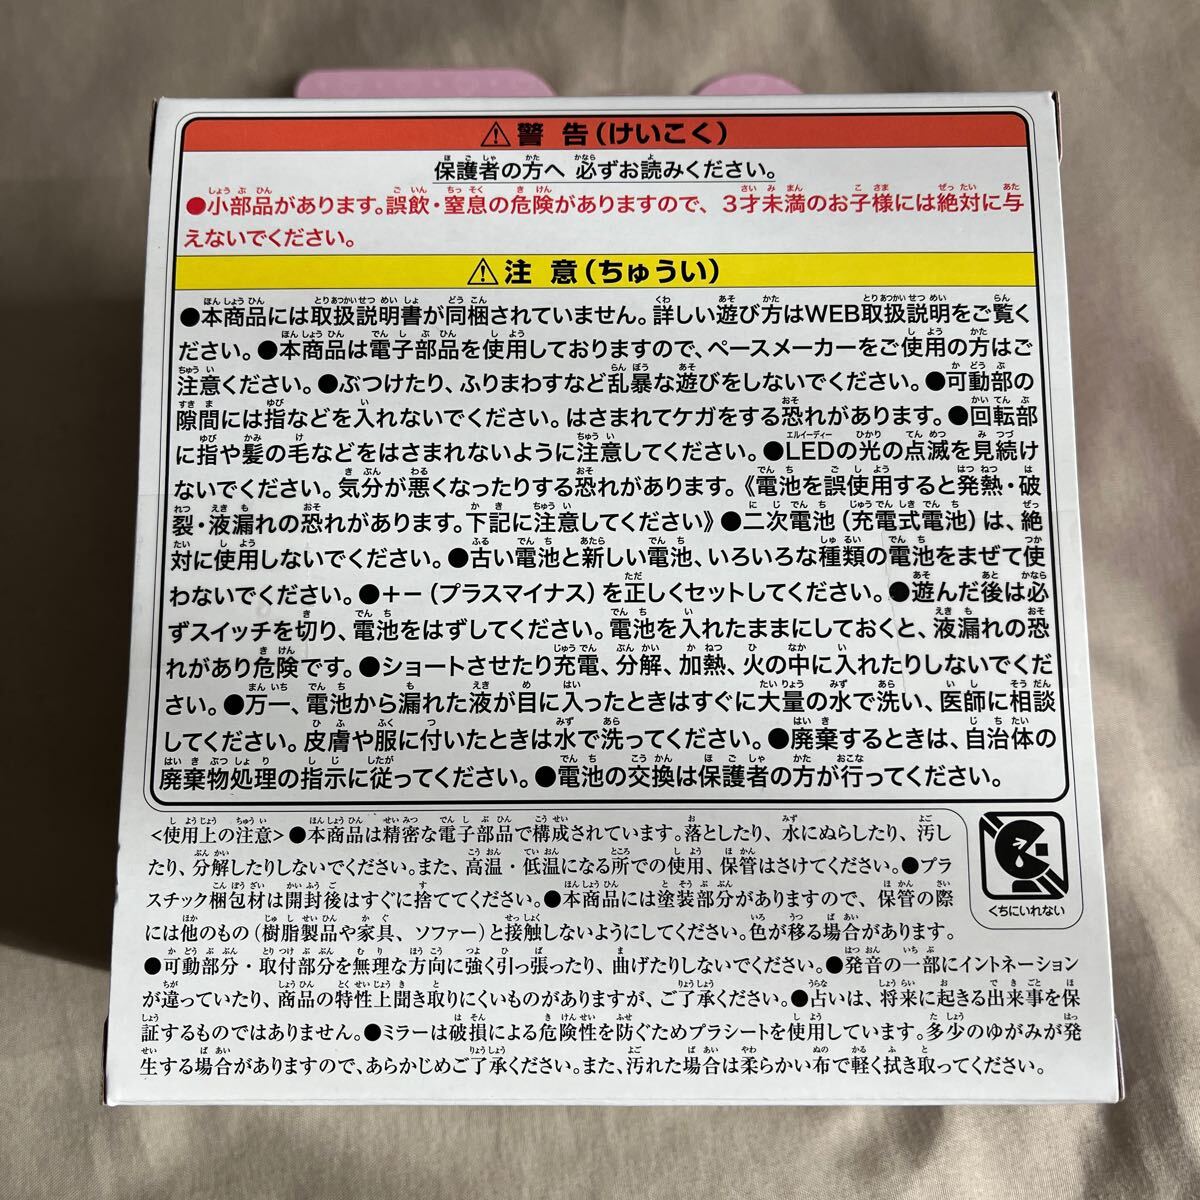 ⚠警 告(けいこく)
保護者の方へ 必ずお読みください。
●小部品があります。誤飲・窒息の危険がありますので、3才未満のお子様には絶対に与
えないでください。
⚠注 意(ちゅうい)
●本商品には取扱説明書が同梱されていません。詳しい遊び方はWEB取扱説明をご覧く
ださい。●本商品は電子部品を使用しておりますので、ペースメーカーをご使用の方はご
注意ください。●ぶつけたり、ふりまわすなど乱暴な遊びをしないでください。●可動部の
隙間には指などを入れないでください。はさまれてケガをする恐れがあります。●回転部
に指や髪の毛などをはさまれないように注意してください。●LEDの光の点滅を見続け
ないでください。気分が悪くなったりする恐れがあります。《電池を誤使用すると発熱・破
裂・液漏れの恐れがあります。下記に注意してください》●二次電池(充電式電池)は、絶
対に使用しないでください。●古い電池と新しい電池、いろいろな種類の電池をまぜて使
わないでください。●+−(プラスマイナス)を正しくセットしてください。●遊んだ後は必
ずスイッチを切り、電池をはずしてください。電池を入れたままにしておくと、液漏れの恐
れがあり危険です。●ショートさせたり充電、分解、加熱、火の中に入れたりしないでくだ
さい。●万一、電池から漏れた液が目に入ったときはすぐに大量の水で洗い、医師に相談
してください。皮膚や服に付いたときは水で洗ってください。●廃棄するときは、自治体の
廃棄物処理の指示に従ってください。●電池の交換は保護者の方が行ってください。
<使用上の注意>●本商品は精密な電子部品で構成されています。落としたり、水にぬらしたり、汚し
たり、分解したりしないでください。また、高温・低温になる所での使用、保管はさけてください。●プラ
スチック梱包材は開封後はすぐに捨ててください。●本商品には塗装部分がありますので、保管の際
には他のもの(樹脂製品や家具、ソファー)と接触しないようにしてください。色が移る場合があります。
くちにいれない
●可動部分・取付部分を無理な方向に強く引っ張ったり、曲げたりしないでください。●発音の一部にイントネーション
が違っていたり、商品の特性上聞き取りにくいものがありますが、ご了承ください。●占いは、将来に起きる出来事を保
証するものではありません。●ミラーは破損による危険性を防ぐためプラシートを使用しています。多少のゆがみが発
生する場合がありますので、あらかじめご了承ください。また、汚れた場合は柔らかい布で軽く拭き取ってください。